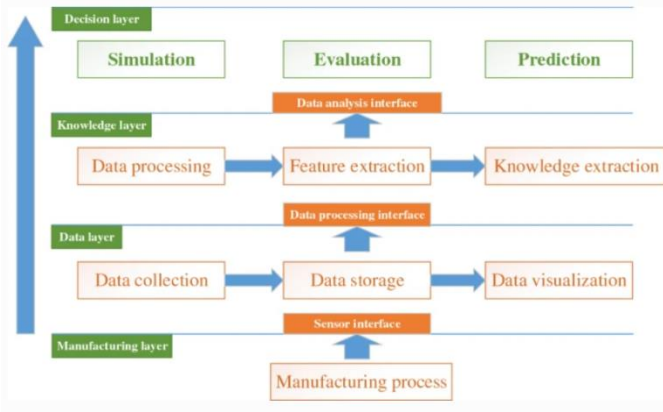 Decision layer
Simulation
Evaluation
Prediction
Data analysis interface
Knowledge layer
Data processing
Feature extraction
Knowledge extraction
Data processing interface
Data layer
Data collection
Data storage
Data visualization
Sensor interface
Manufacturing layer
Manufacturing process